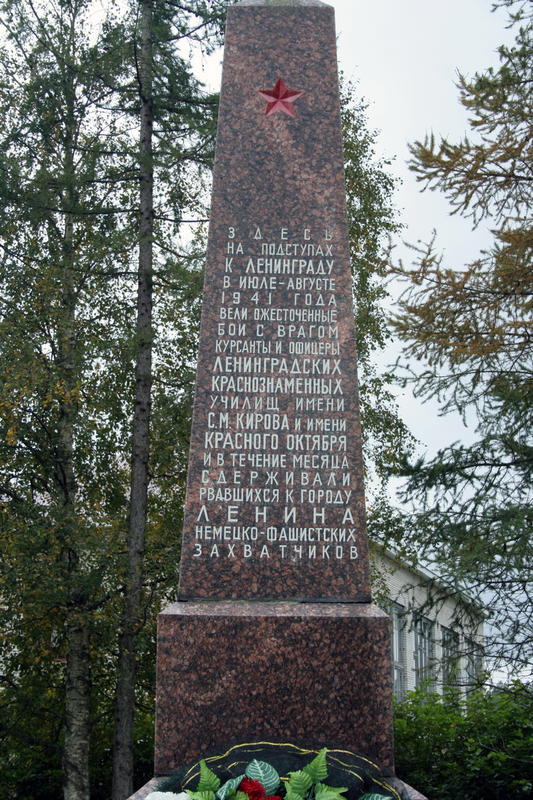 ЗДЕСЬ
НА ПОДСТУПАХ
К ЛЕНИНГРАДУ
В ИЮЛЕ-АВГУСТЕ
1941 ГОДА
ВЕЛИ ОЖЕСТОЧЕННЫЕ
БОИ С ВРАГОМ
КУРСАНТЫ И ОФИЦЕРЫ
ЛЕНИНГРАДСКИХ
КРАСНОЗНАМЕННЫХ
УЧИЛИЩ ИМЕНИ
С.М. КИРОВА И ИМЕНИ
КРАСНОГО ОКТЯБРЯ
И В ТЕЧЕНИЕ МЕСЯЦА
СДЕРЖИВАЛИ
РВАВШИХСЯ К ГОРОДУ
ЛЕНИНА
НЕМЕЦКО-ФАШИСТСКИХ
ЗАХВАТЧИКОВ